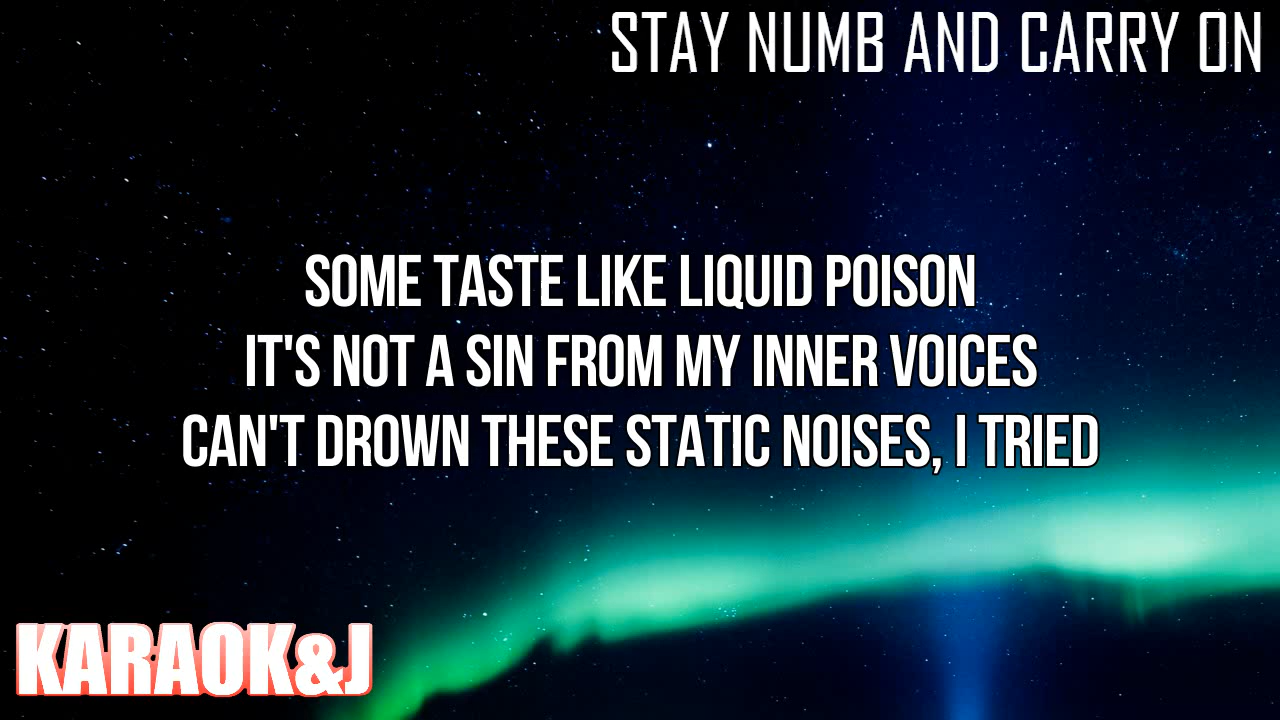 STAY NUMB AND CARRY ON
SOME TASTE LIKE LIQUID POISON
IT'S NOT A SIN FROM MY INNER VOICES
CAN'T DROWN THESE STATIC NOISES, I TRIED
KARAOK&J